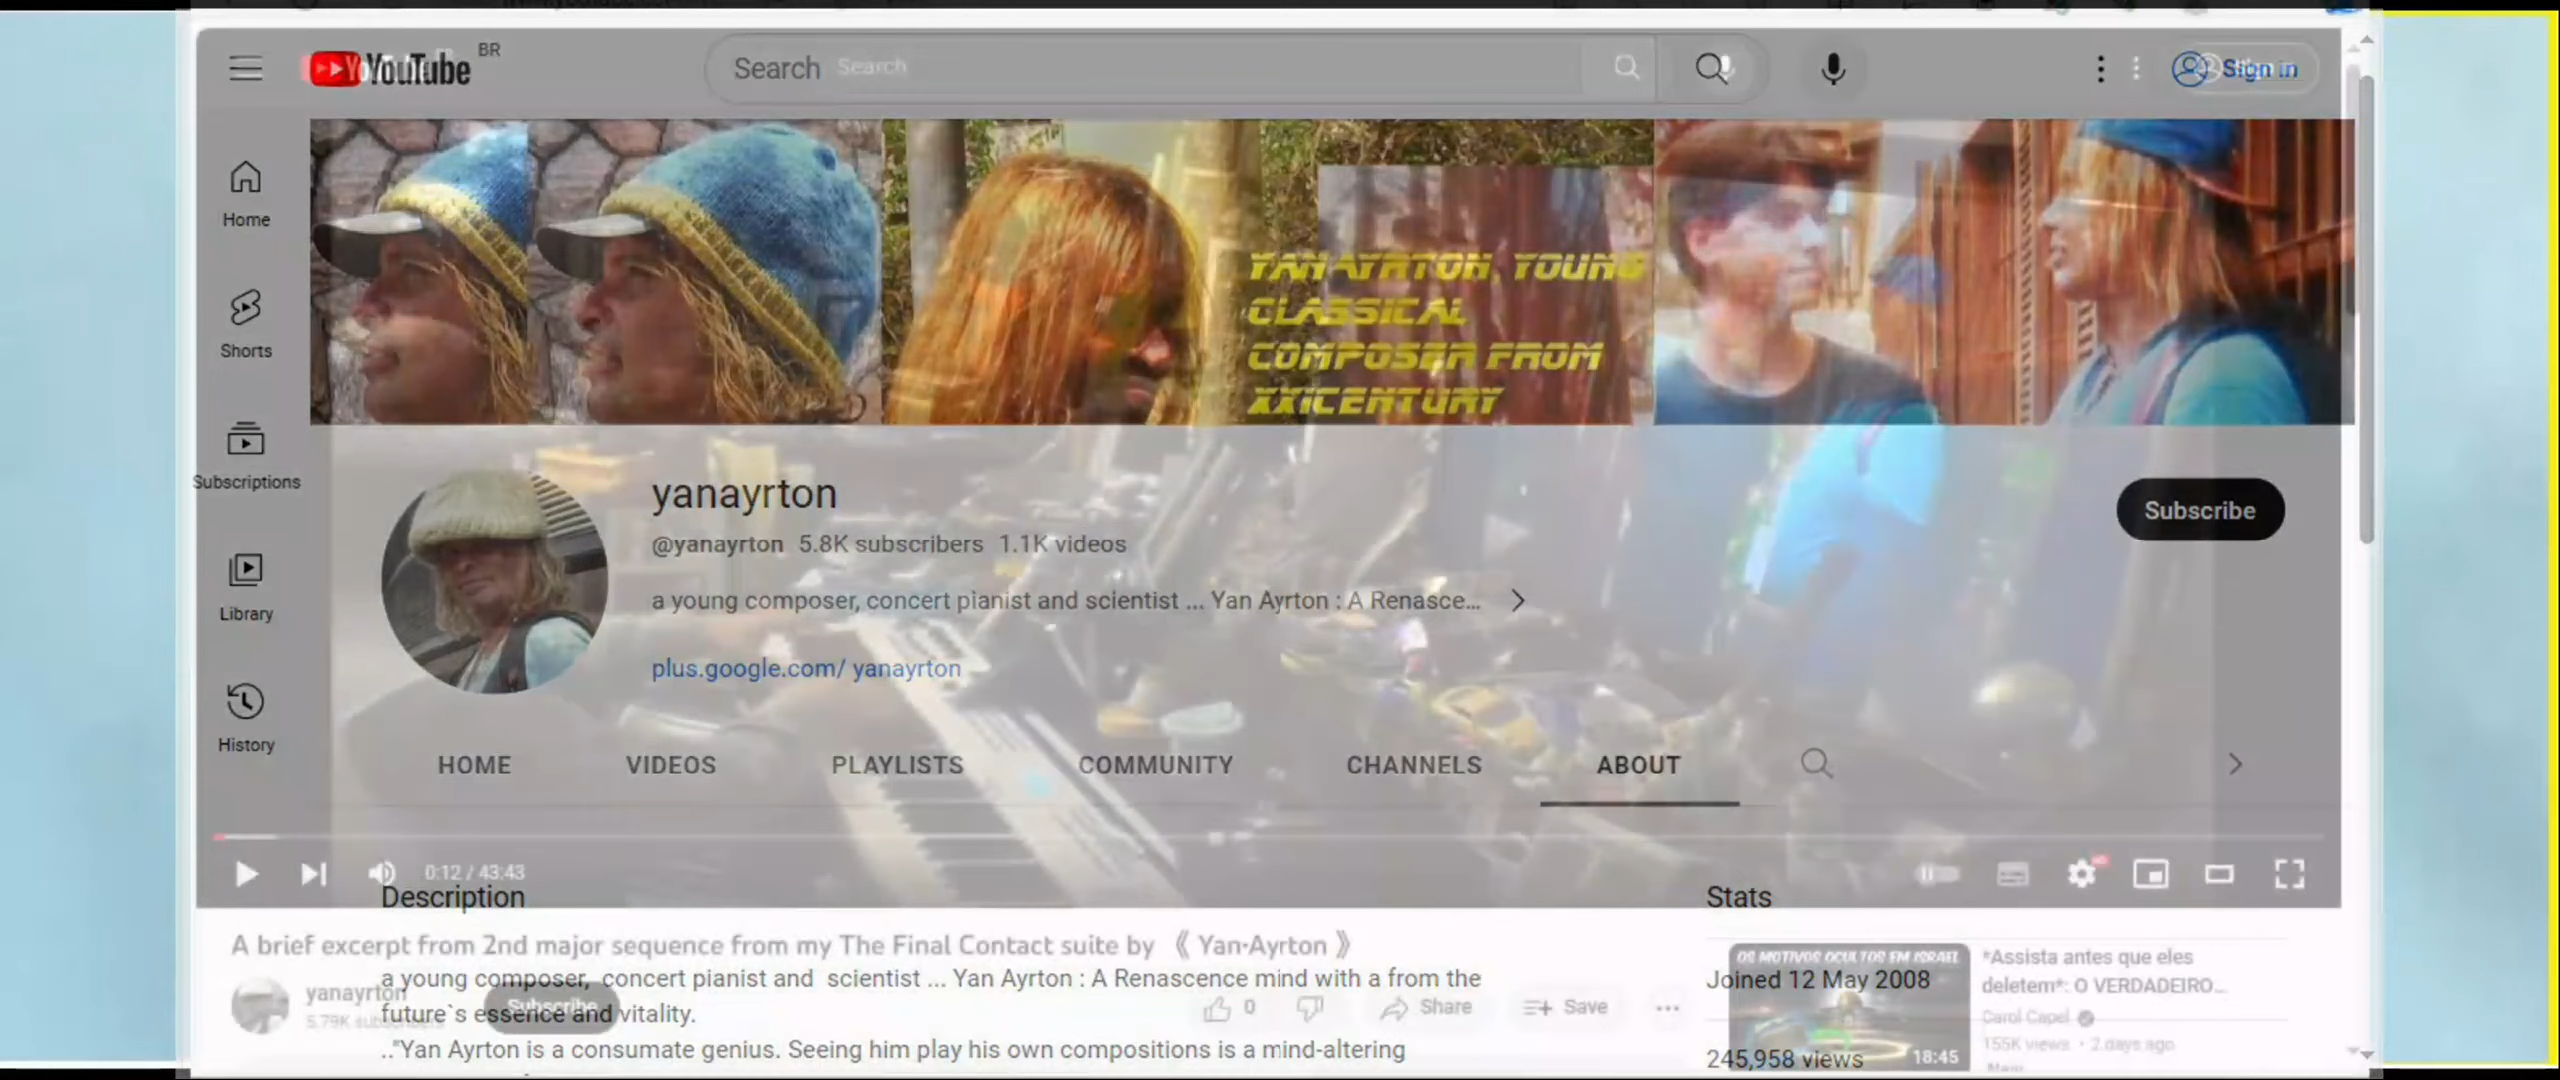 YouTube BR
Search
Search
Sign in
Home
Shorts
Subscriptions
Library
History
YAN AYRTON, YOUNG
CLASSICAL
COMPOSER FROM
XXICENTURY
yanayrton
@yanayrton 5.8K subscribers 1.1K videos
a young composer, concert pianist and scientist ... Yan Ayrton : A Renasce...
plus.google.com/ yanayrton
Subscribe
HOME
VIDEOS
PLAYLISTS
COMMUNITY
CHANNELS
ABOUT
0:12 / 43:43
Description
Stats
A brief excerpt from 2nd major sequence from my The Final Contact suite by 《 Yan·Ayrton 》
a young composer, concert pianist and scientist ... Yan Ayrton : A Renascence mind with a from the
future`s essence and vitality.
.."Yan Ayrton is a consumate genius. Seeing him play his own compositions is a mind-altering
yanayrton
5.79K subscribers
Subscribe
0
Share
Save
Joined 12 May 2008
245,958 views
OS MOTIVOS OCULTOS EM ISRAEL
18:45
*Assista antes que eles
deletem*: O VERDADEIRO...
Carol Capel
155K views • 2 days ago
New